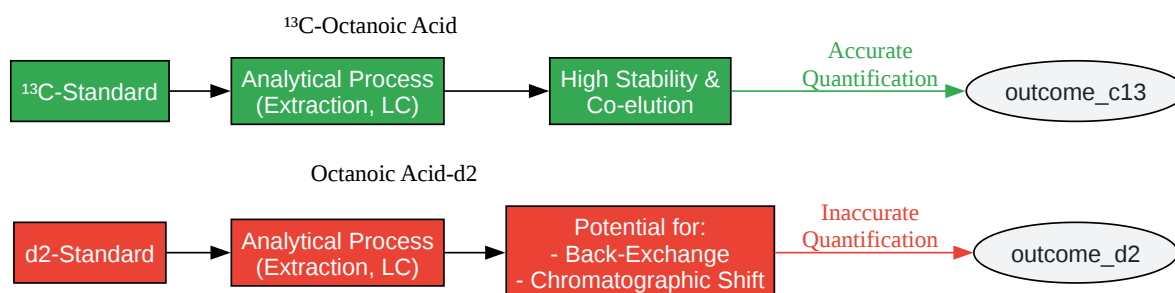 ¹³C-Octanoic Acid
¹³C-Standard
Analytical Process
(Extraction, LC)
High Stability &
Co-elution
Accurate
Quantification
outcome_c13
Octanoic Acid-d2
d2-Standard
Analytical Process
(Extraction, LC)
Potential for:
- Back-Exchange
- Chromatographic Shift
Inaccurate
Quantification
outcome_d2